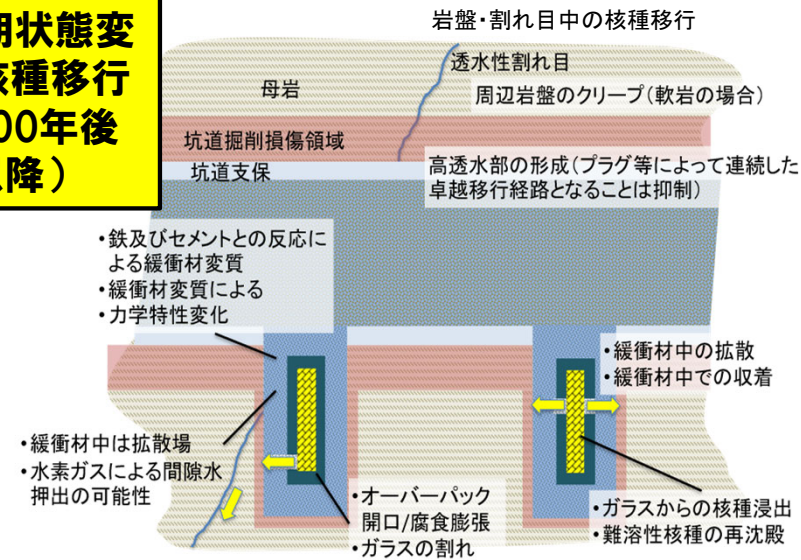 期状態変
核種移行
00年後
降）
岩盤・割れ目中の核種移行
透水性割れ目
母岩
周辺岩盤のクリープ（軟岩の場合）
坑道掘削損傷領域
坑道支保
高透水部の形成（プラグ等によって連続した
卓越移行経路となることは抑制）
・鉄及びセメントとの反応に
よる緩衝材変質
・緩衝材変質による
・力学特性変化
・緩衝材中の拡散
・緩衝材中での収着
・緩衝材中は拡散場
・水素ガスによる間隙水
押出の可能性
・オーバーパック
開口/腐食膨張
・ガラスの割れ
・ガラスからの核種浸出
・難溶性核種の再沈殿